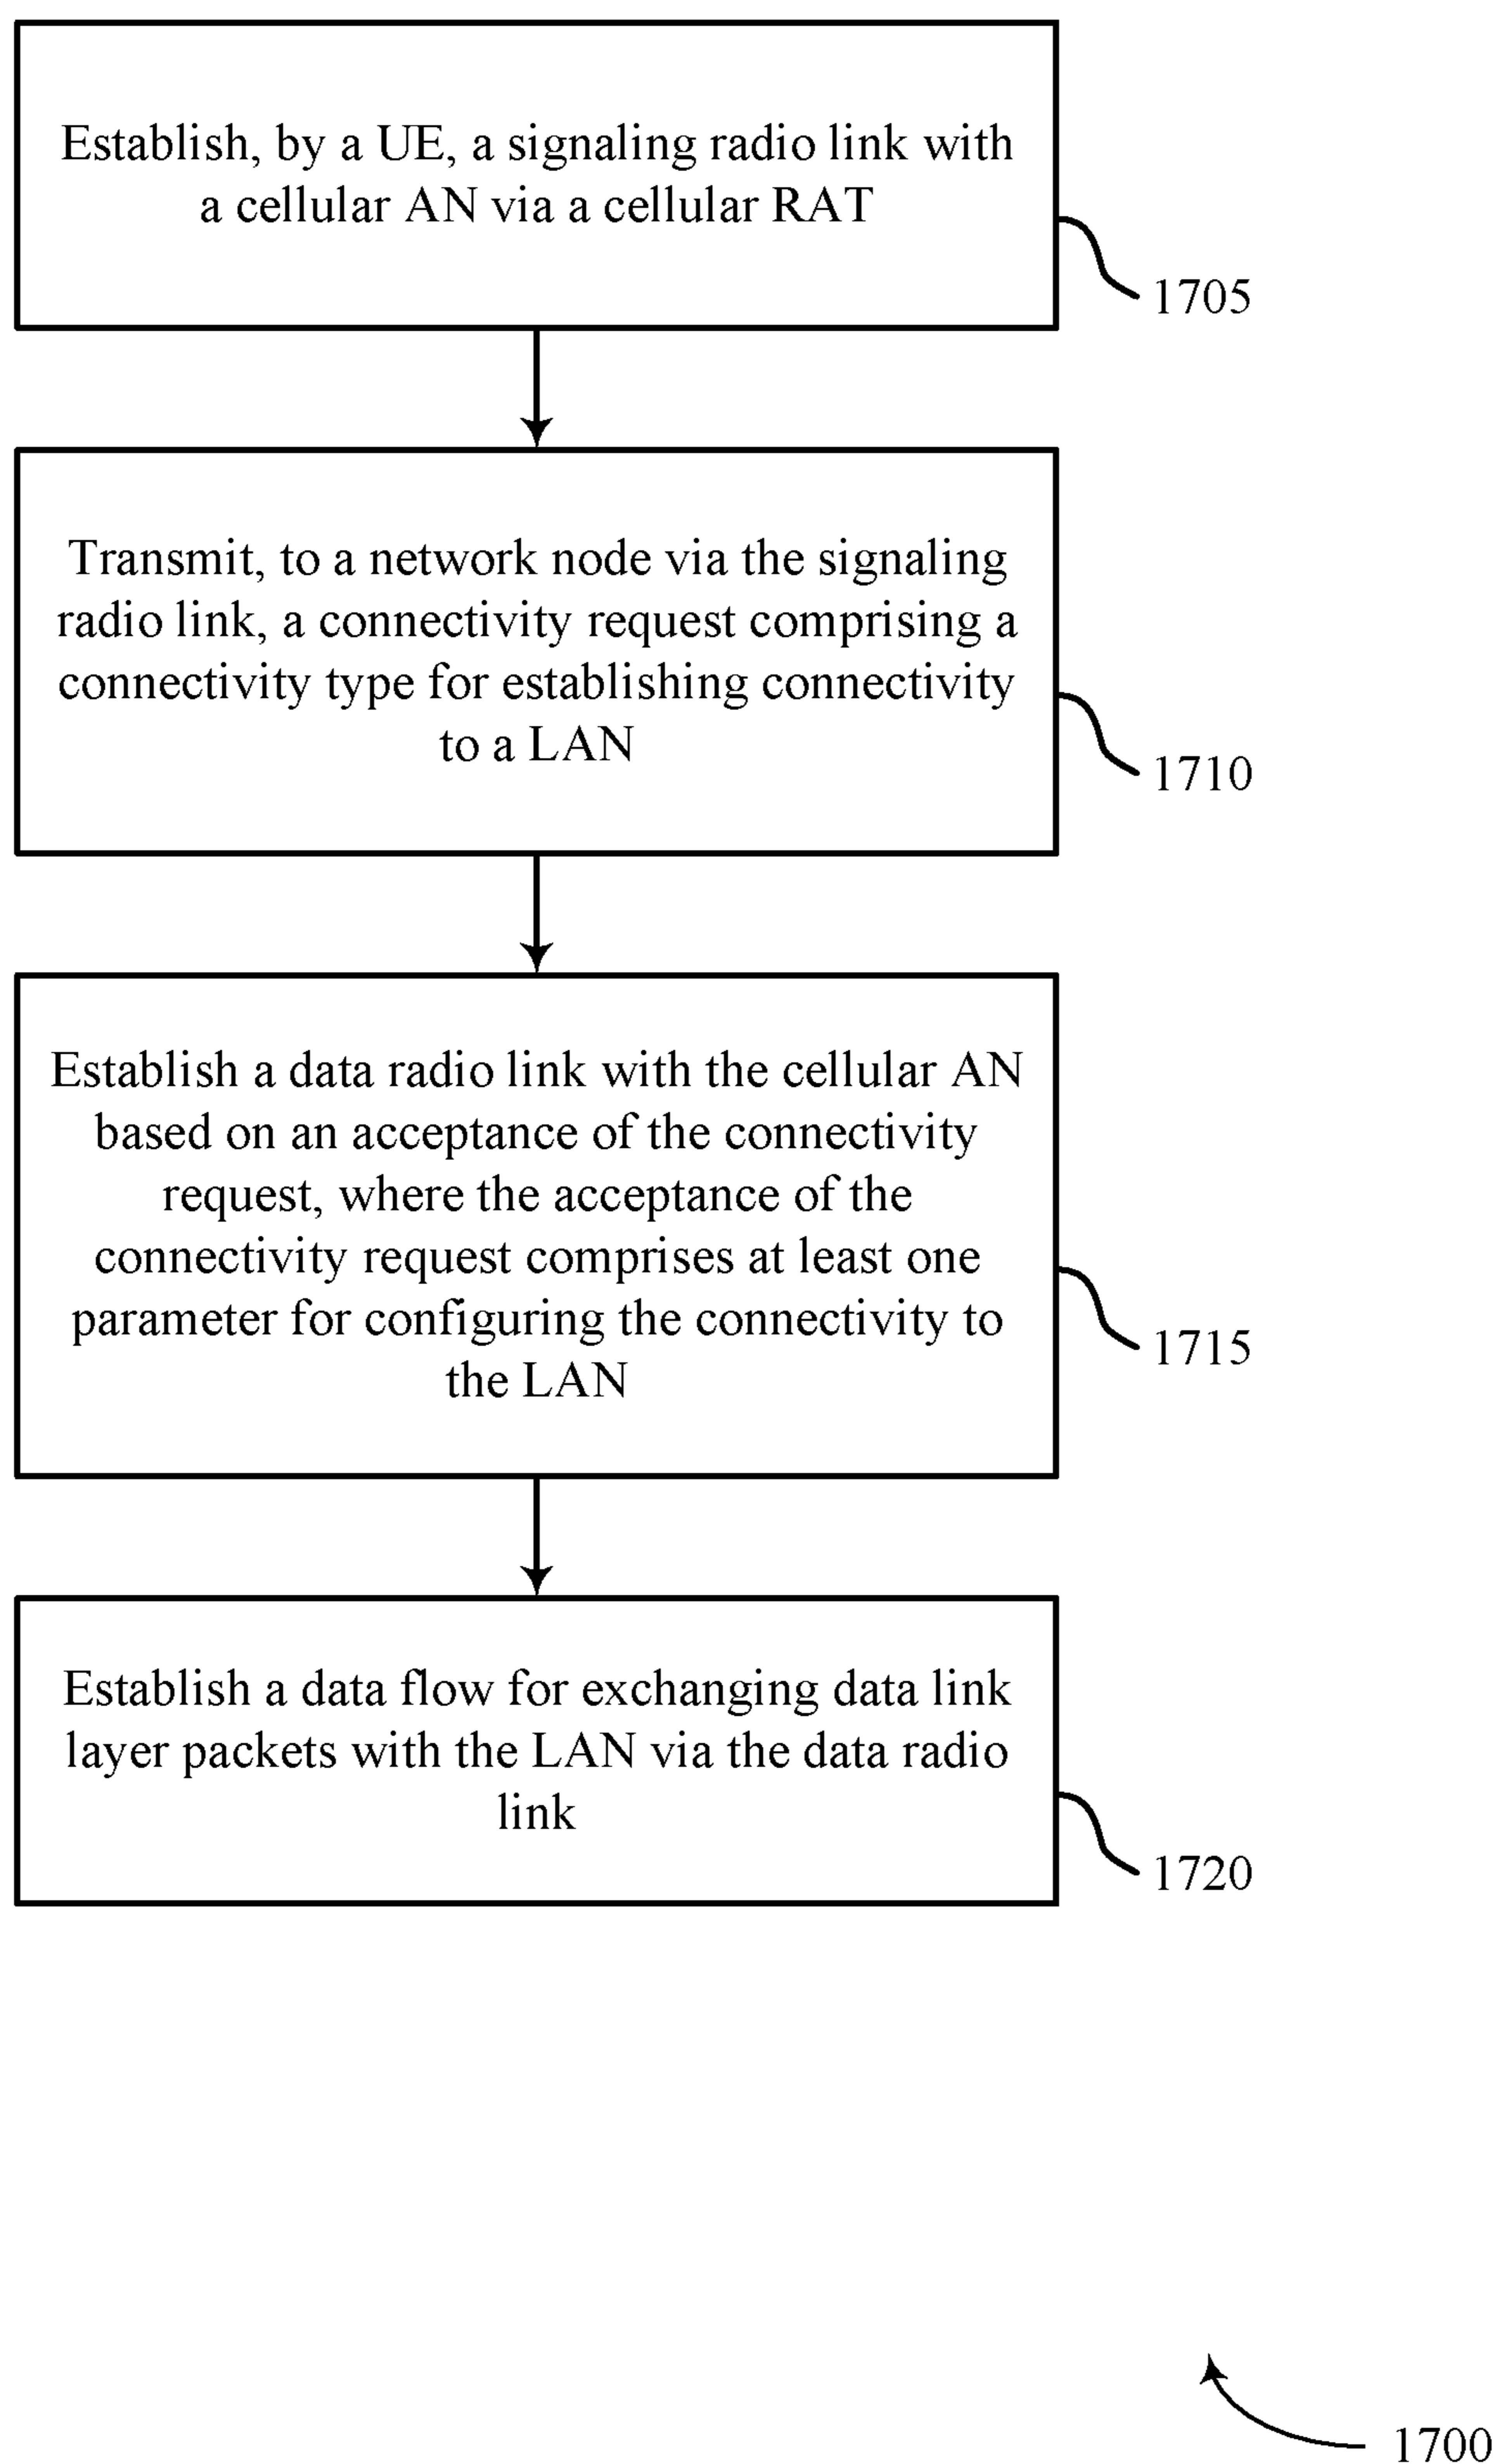 Establish, by a UE, a signaling radio link with
a cellular AN via a cellular RAT
1705
Transmit, to a network node via the signaling
radio link, a connectivity request comprising a
connectivity type for establishing connectivity
to a LAN
1710
Establish a data radio link with the cellular AN
based on an acceptance of the connectivity
request, where the acceptance of the
connectivity request comprises at least one
parameter for configuring the connectivity to
the LAN
1715
Establish a data flow for exchanging data link
layer packets with the LAN via the data radio
link
1720
1700